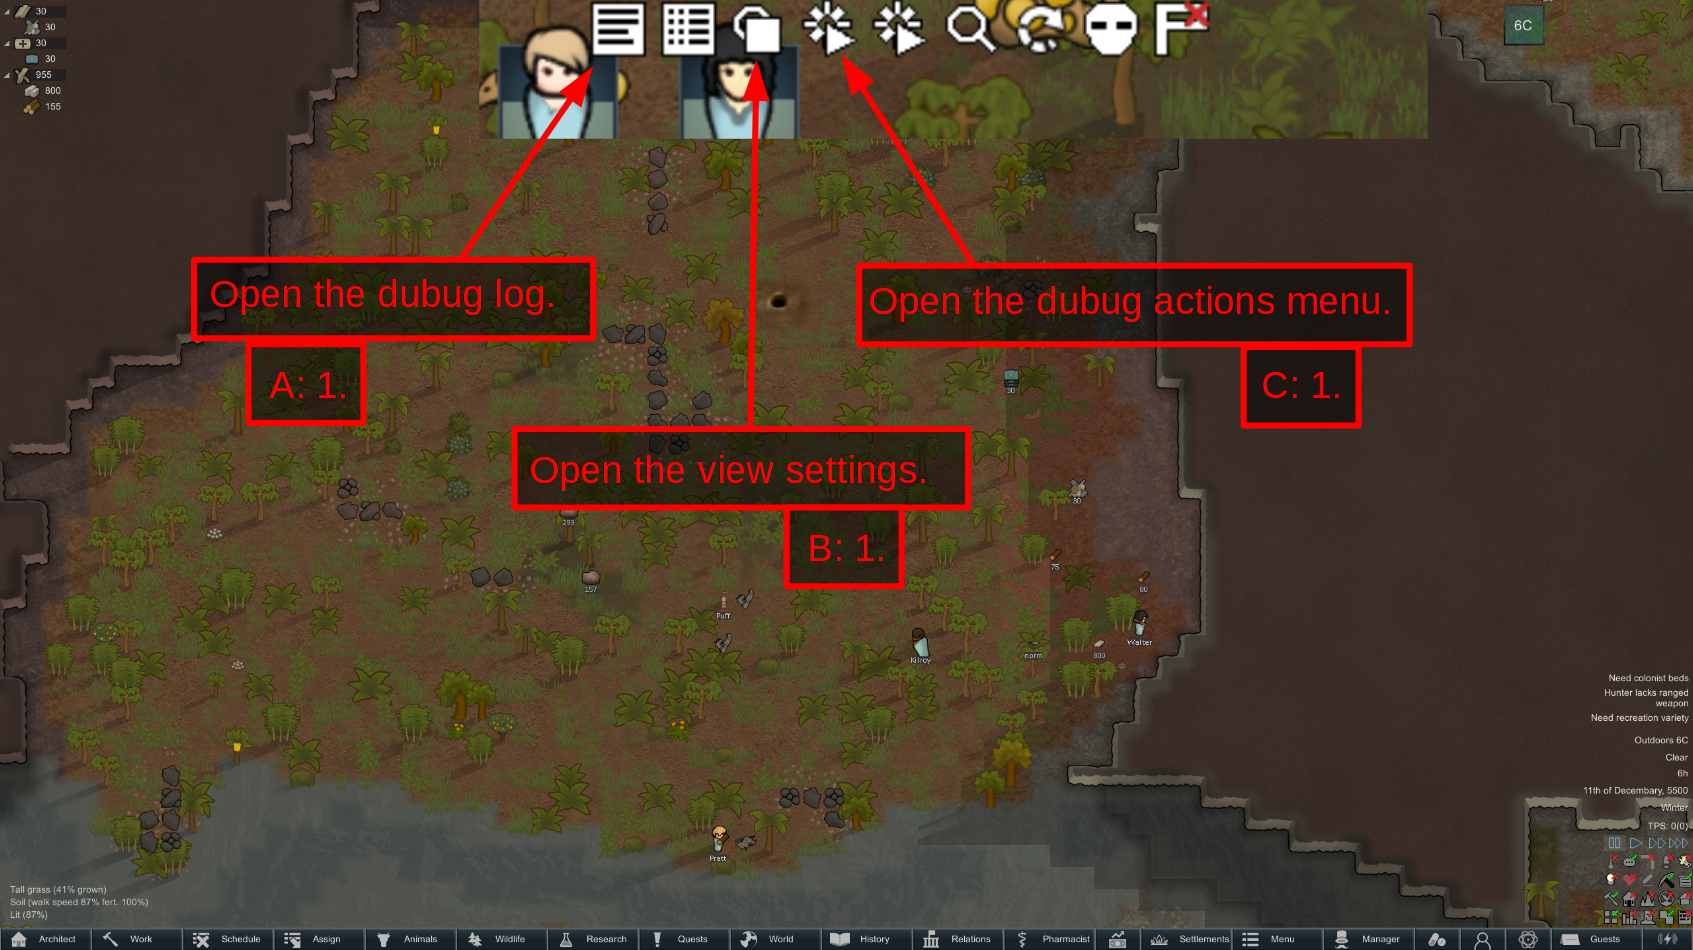 30
30
30
30
955
800
155
6C
Open the dubug log.
A: 1.
Open the dubug actions menu.
C: 1.
Open the view settings.
B: 1.
30
30
293
75
157
60
Puff
Walter
Kilroy
norm
800
Pratt
Need colonist beds
Hunter lacks ranged
weapon
Need recreation variety
Outdoors 6C
Clear
6h
11th of Decembary, 5500
Winter
TPS: 0(0)
Tall grass (41% grown)
Soil (walk speed 87% fert. 100%)
Lit (87%)
Architect Work Schedule Assign Animals Wildlife Research Quests World History Relations Pharmacist Settlements Menu Manager Guests